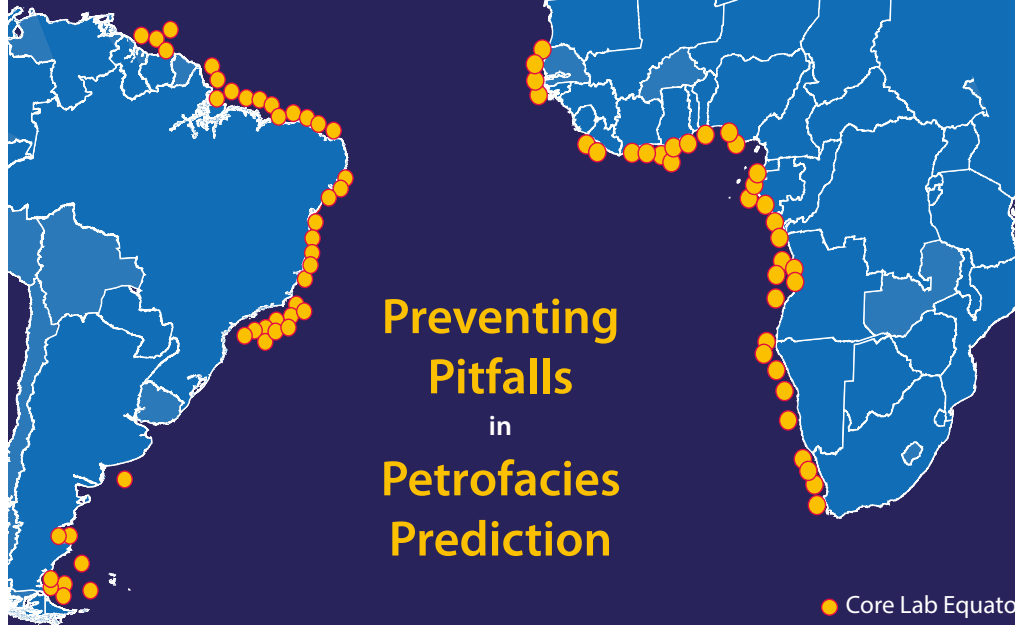 Preventing
Pitfalls
in
Petrofacies
Prediction
Core Lab Equato